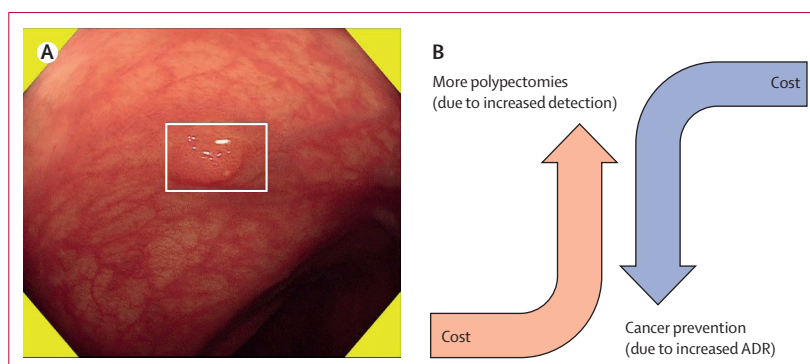 A
B
More polypectomies
(due to increased detection)
Cost
Cost
Cancer prevention
(due to increased ADR)